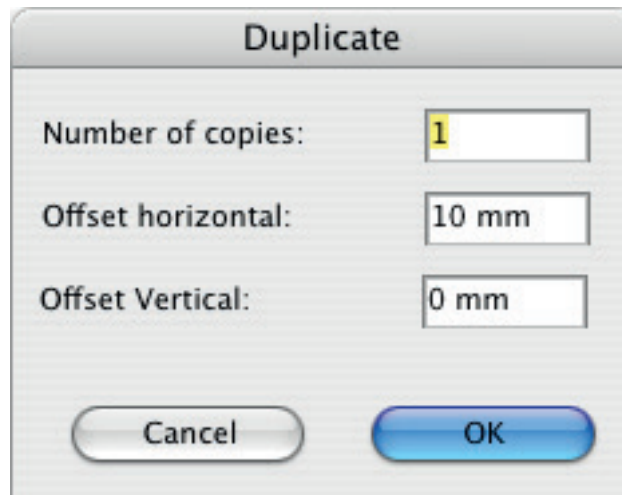 Duplicate
Number of copies: 1
Offset horizontal: 10 mm
Offset Vertical: 0 mm
Cancel OK